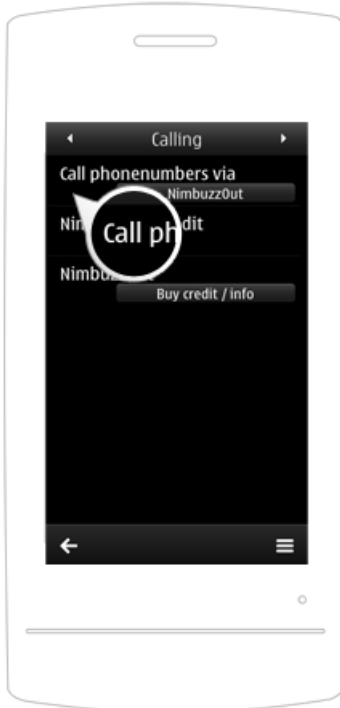 Calling
Call phonenumbers via
NimbuzzOut
Call ph
dit
Buy credit / info